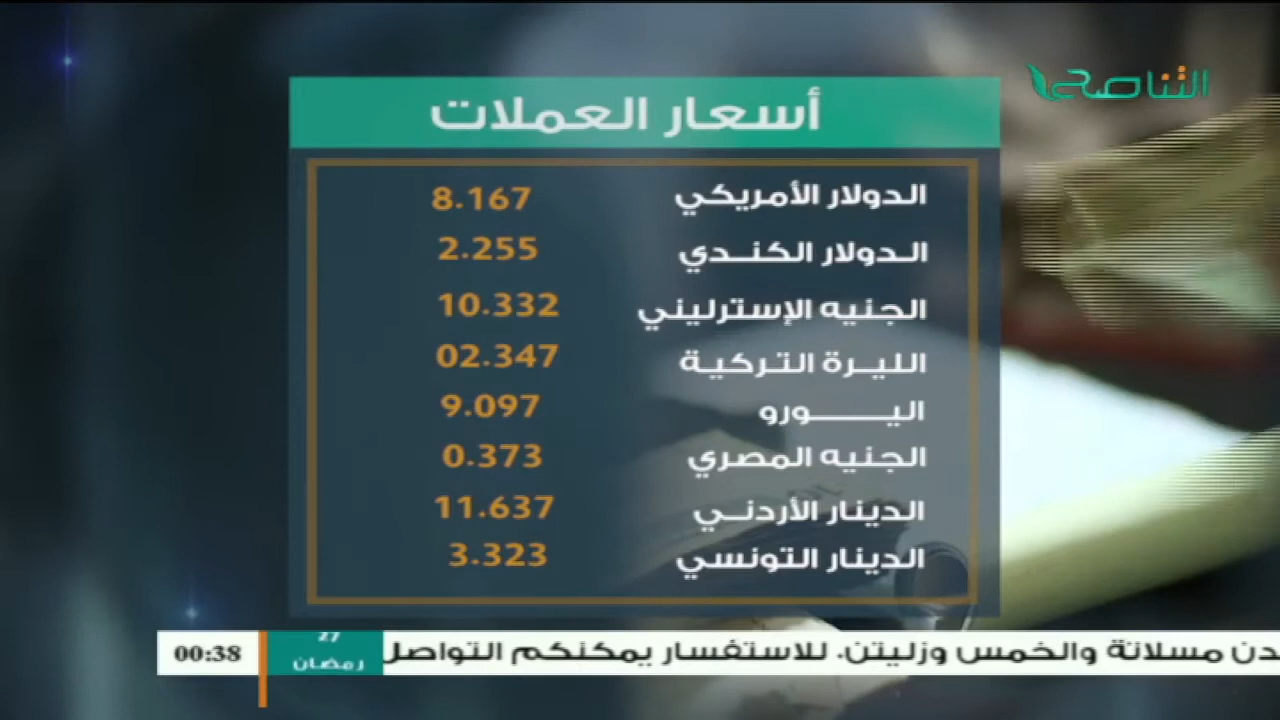 التناصح
أسعار العملات
الدولار الأمريكي 8.167
الدولار الكندي 2.255
الجنيه الإسترليني 10.332
الليرة التركية 02.347
اليورو 9.097
الجنيه المصري 0.373
الدينار الأردني 11.637
الدينار التونسي 3.323
دن مسلاتة والخمس وزليتن. للاستفسار يمكنكم التواصل
27
رمضان
00:38